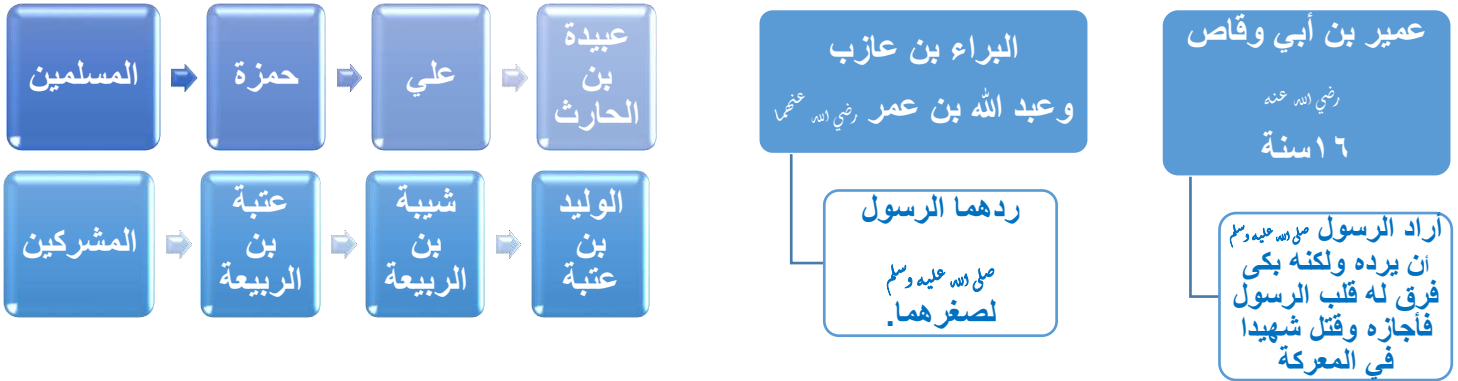 عمير بن أبي وقاص
رضي الله عنه
١٦سنة
أراد الرسول صلى الله عليه وسلم
أن يرده ولكنه بكى
فرق له قلب الرسول
فأجازه وقتل شهيدا
في المعركة
البراء بن عازب
وعبد الله بن عمر رضي الله عنهما
ردهما الرسول
صلى الله عليه وسلم
لصغرهما.
المسلمين
حمزة
علي
عبيدة
بن
الحارث
المشركين
عتبة
بن
الربيعة
شيبة
بن
الربيعة
الوليد
بن
عتبة